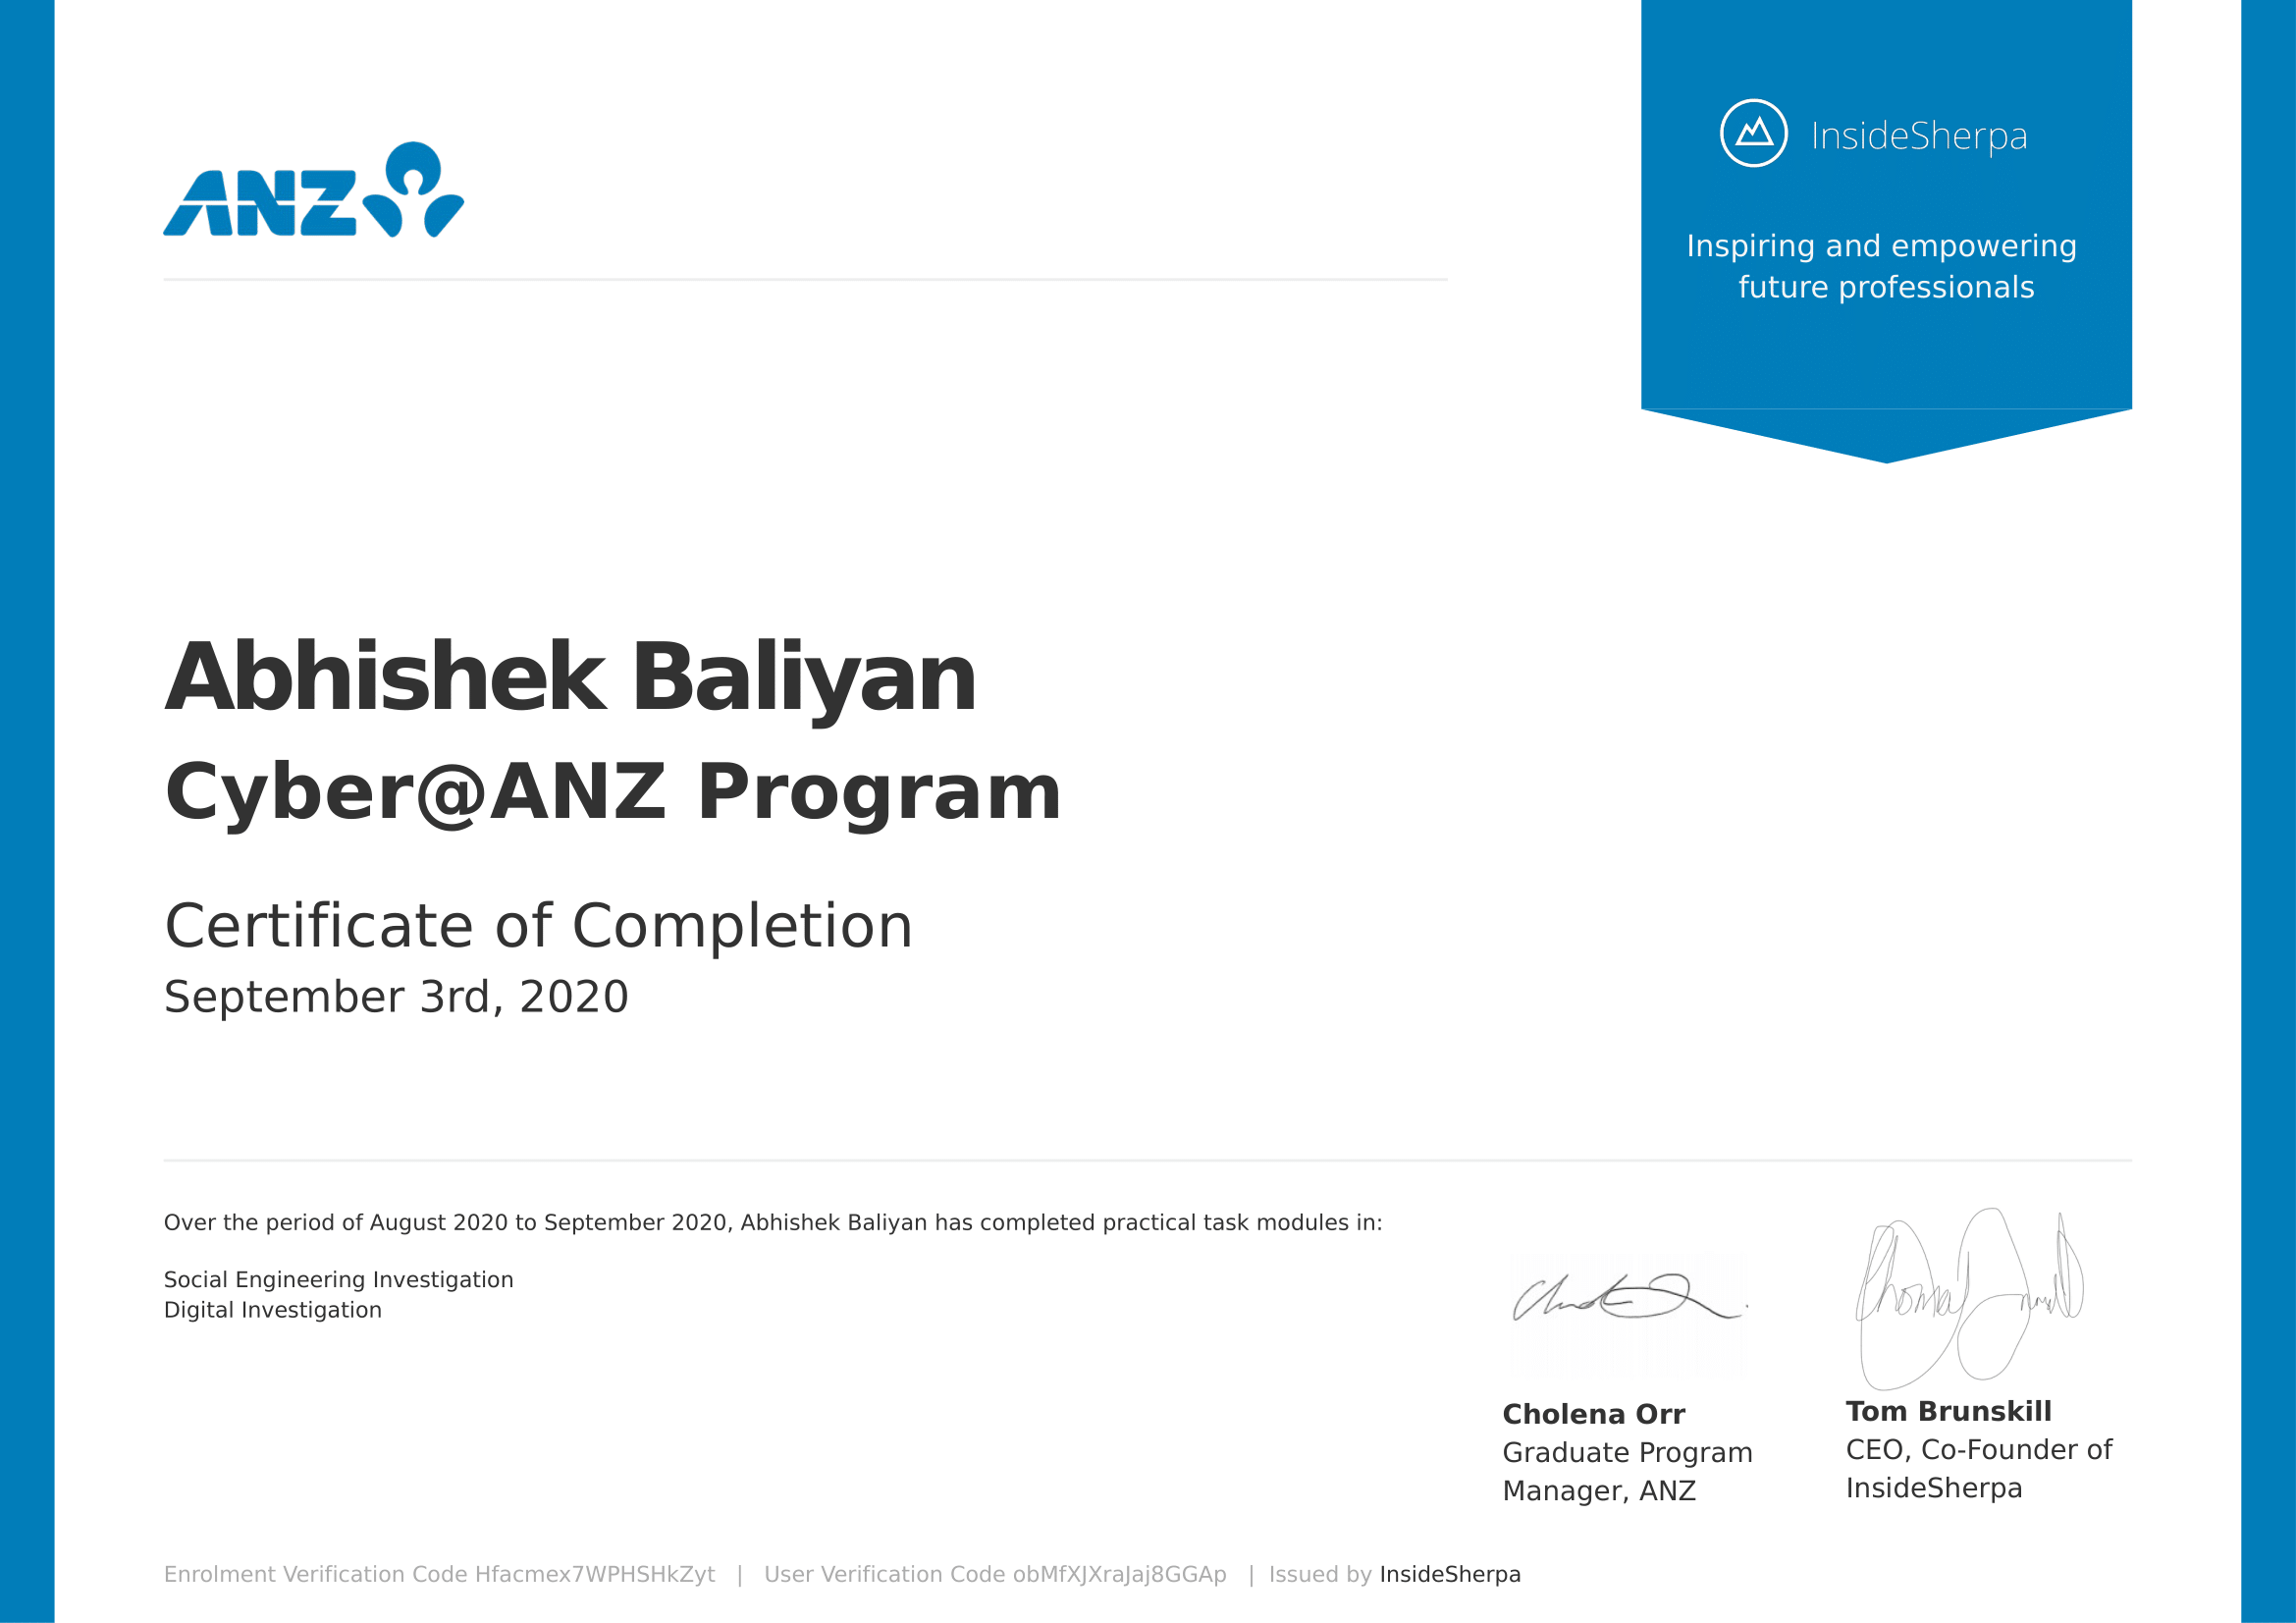 ANZ
InsideSherpa
Inspiring and empowering
future professionals
Abhishek Baliyan
Cyber@ANZ Program
Certificate of Completion
September 3rd, 2020
Over the period of August 2020 to September 2020, Abhishek Baliyan has completed practical task modules in:
Social Engineering Investigation
Digital Investigation
Cholena Orr
Graduate Program
Manager, ANZ
Tom Brunskill
CEO, Co-Founder of
InsideSherpa
Enrolment Verification Code Hfacmex7WPHSHkZyt | User Verification Code obMfXJXraJaj8GGAp | Issued by InsideSherpa